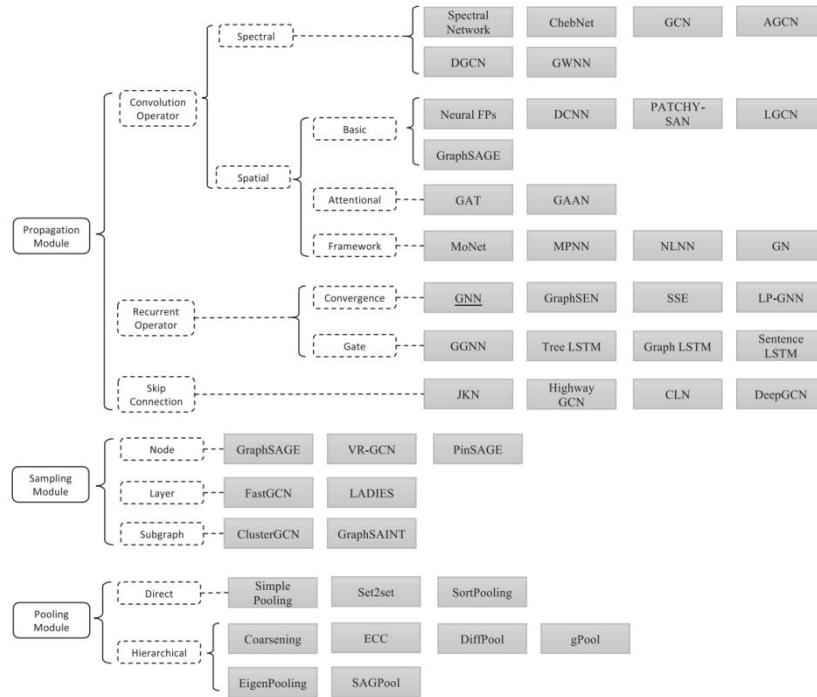 Spectral
Network
ChebNet
GCN
AGCN
Spectral
DGCN
GWNN
Convolution
Operator
Neural FPs
DCNN
PATCHY-
SAN
LGCN
Basic
GraphSAGE
Spatial
Attentional
GAT
GAAN
Propagation
Module
Framework
MoNet
MPNN
NLNN
GN
Convergence
GNN
GraphSEN
SSE
LP-GNN
Recurrent
Operator
Gate
GGNN
Tree LSTM
Graph LSTM
Sentence
LSTM
Skip
Connection
JKN
Highway
GCN
CLN
DeepGCN
Node
GraphSAGE
VR-GCN
PinSAGE
Sampling
Module
Layer
FastGCN
LADIES
Subgraph
ClusterGCN
GraphSAINT
Direct
Simple
Pooling
Set2set
SortPooling
Pooling
Module
Coarsening
ECC
DiffPool
gPool
Hierarchical
EigenPooling
SAGPool